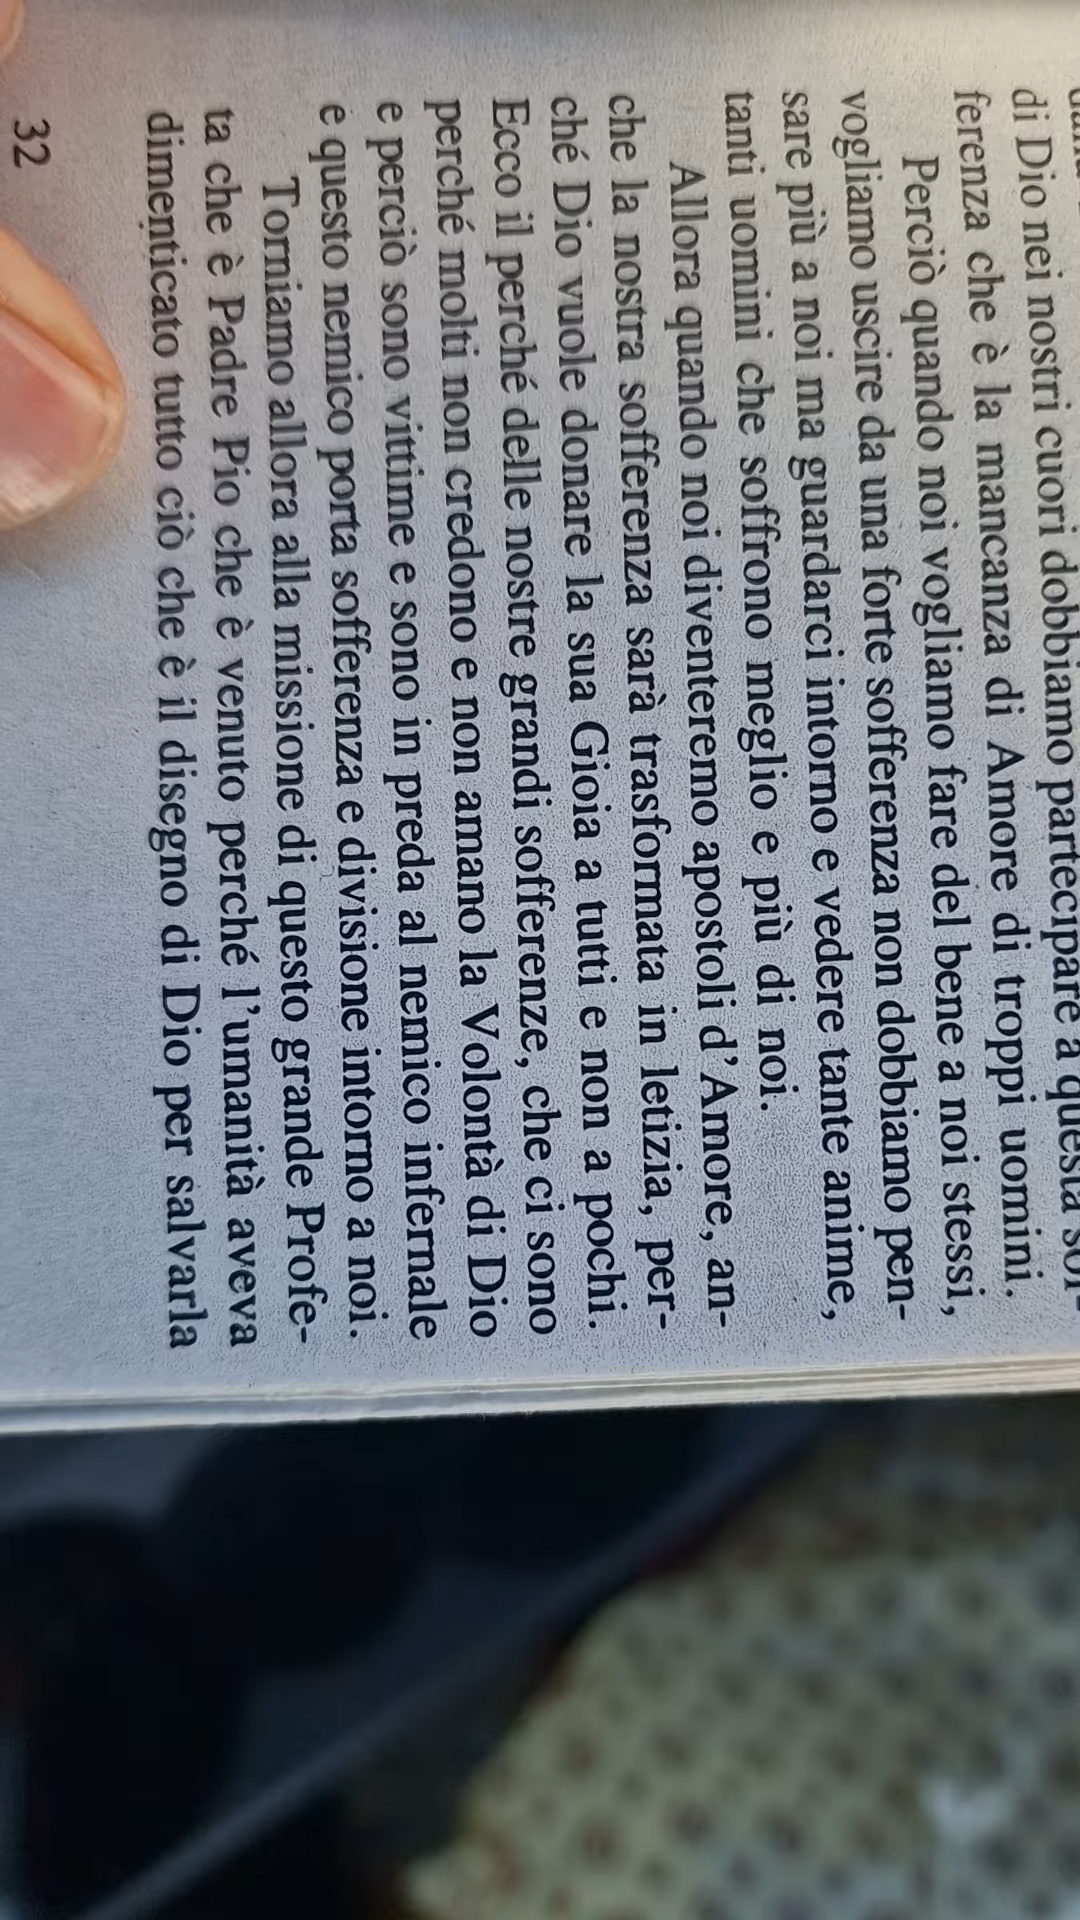 di Dio nei nostri cuori dobbiamo partecipare a questa sof-
ferenza che è la mancanza di Amore di troppi uomini.
Perciò quando noi vogliamo fare del bene a noi stessi,
vogliamo uscire da una forte sofferenza non dobbiamo pen-
sare più a noi ma guardarci intorno e vedere tante anime,
tanti uomini che soffrono meglio e più di noi.
Allora quando noi diventeremo apostoli d'Amore, an-
che la nostra sofferenza sarà trasformata in letizia, per-
ché Dio vuole donare la sua Gioia a tutti e non a pochi.
Ecco il perché delle nostre grandi sofferenze, che ci sono
perché molti non credono e non amano la Volontà di Dio
e perciò sono vittime e sono in preda al nemico infernale
e questo nemico porta sofferenza e divisione intorno a noi.
Torniamo allora alla missione di questo grande Profe-
ta che è Padre Pio che è venuto perché l'umanità aveva
dimenticato tutto ciò che è il disegno di Dio per salvarla
32